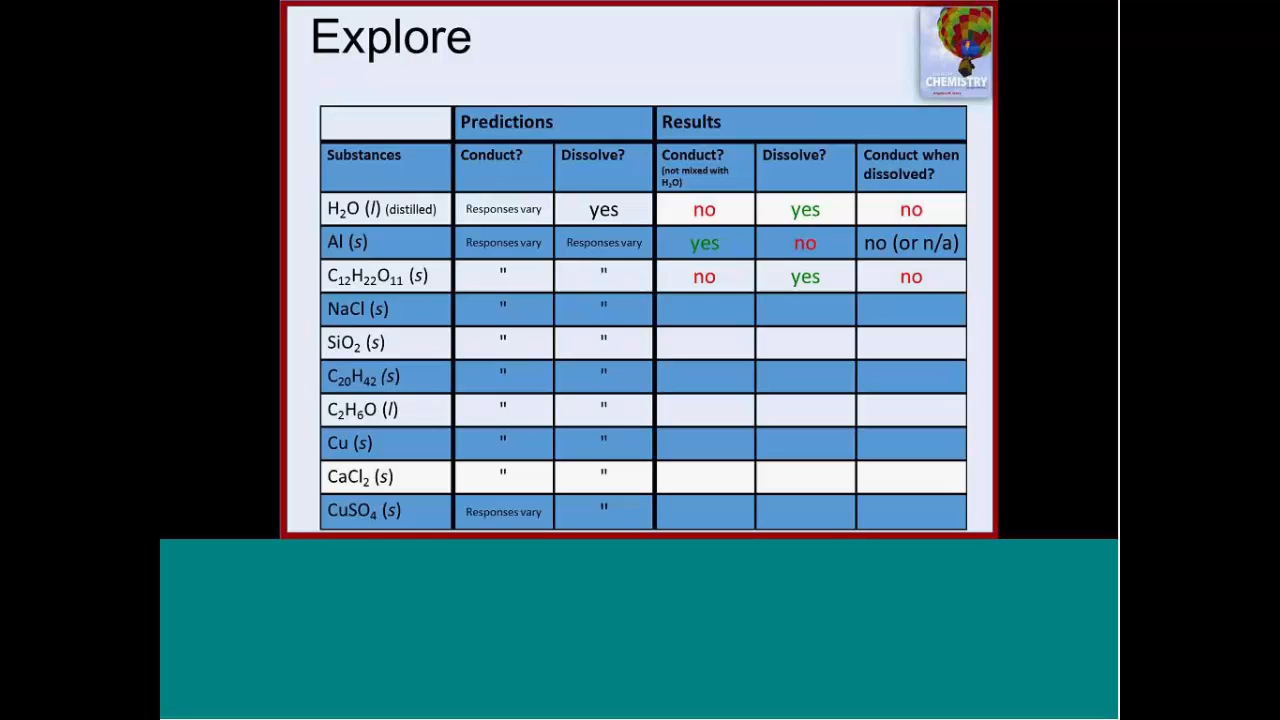 Explore
CHEMISTRY
Predictions Results
Substances Conduct? Dissolve? Conduct? (not mixed with H₂O) Dissolve? Conduct when dissolved?
H₂O (l) (distilled) Responses vary yes no yes no
Al (s) Responses vary Responses vary yes no no (or n/a)
C₁₂H₂₂O₁₁ (s) " " no yes no
NaCl (s) " "
SiO₂ (s) " "
C₂₀H₄₂ (s) " "
C₂H₆O (l) " "
Cu (s) " "
CaCl₂ (s) " "
CuSO₄ (s) Responses vary "